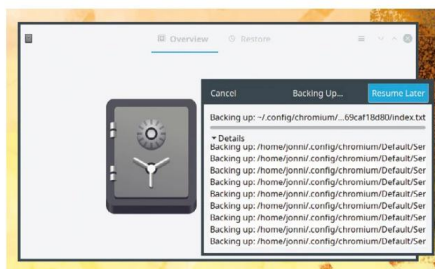 Overview Restore
Cancel Backing Up... Resume Later
Backing up: ~/.config/chromium/...69caf18d80/index.txt
Details
Backing up: /home/jonni/.config/chromium/Default/Ser
Backing up: /home/jonni/.config/chromium/Default/Ser
Backing up: /home/jonni/.config/chromium/Default/Ser
Backing up: /home/jonni/.config/chromium/Default/Ser
Backing up: /home/jonni/.config/chromium/Default/Ser
Backing up: /home/jonni/.config/chromium/Default/Ser
Backing up: /home/jonni/.config/chromium/Default/Ser
Backing up: /home/jonni/.config/chromium/Default/Ser
Backing up: /home/jonni/.config/chromium/Default/Ser